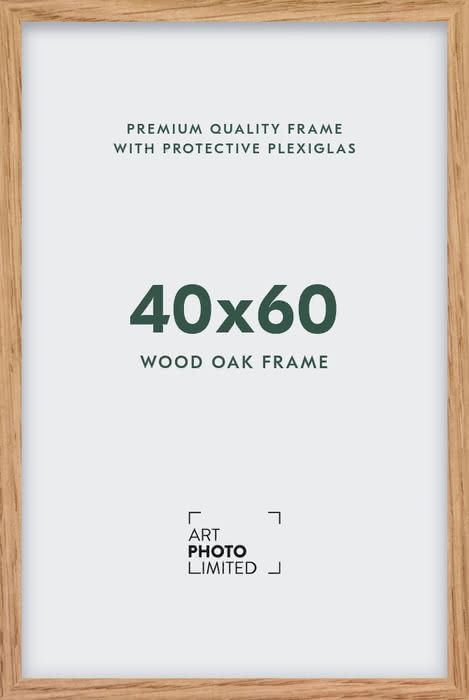 PREMIUM QUALITY FRAME
WITH PROTECTIVE PLEXIGLAS
40x60
WOOD OAK FRAME
ART
PHOTO
LIMITED